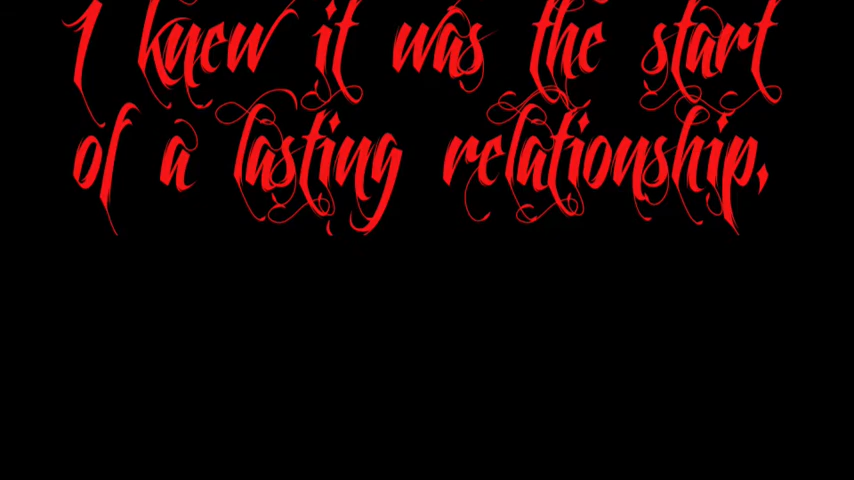 I knew it was the start
of a lasting relationship,